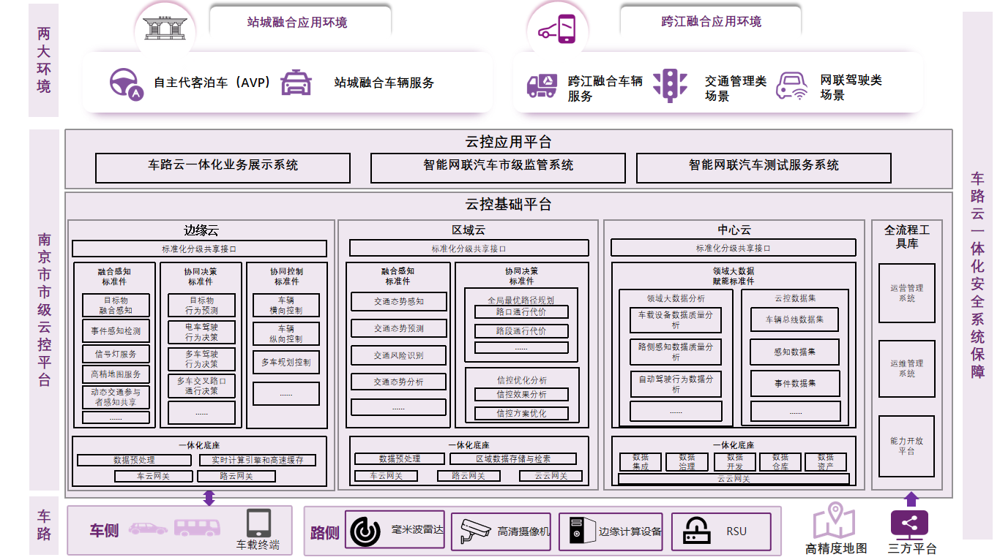 两大环境
站城融合应用环境
自主代客泊车（AVP）
站城融合车辆服务
跨江融合应用环境
跨江融合车辆
服务
交通管理类
场景
网联驾驶类
场景
车路云一体化安全系统保障
南京市市级云控平台
云控应用平台
车路云一体化业务展示系统
智能网联汽车市级监管系统
智能网联汽车测试服务系统
云控基础平台
边缘云
标准化分级共享接口
融合感知
标准件
目标物
融合感知
事件感知检测
信号灯服务
高精地图服务
动态交通参与
者感知共享
......
协同决策
标准件
目标物
行为预测
电车驾驶
行为决策
多车驾驶
行为决策
多车交叉路口
通行决策
......
协同控制
标准件
车辆
横向控制
车辆
纵向控制
多车规划控制
......
一体化底座
数据预处理
实时计算引擎和高速缓存
车云网关
路云网关
区域云
标准化分级共享接口
融合感知
标准件
交通态势感知
交通态势预测
交通风险识别
交通态势分析
......
协同决策
标准件
全局最优路径规划
路口通行代价
路段通行代价
......
信控优化分析
信控效果分析
信控方案优化
一体化底座
数据预处理
区域数据存储与检索
车云网关
路云网关
云云网关
中心云
标准化分级共享接口
领域大数据
赋能标准件
领域大数据分析
车载设备数据质量分
析
路侧感知数据质量分
析
自动驾驶行为数据分
析
......
云控数据集
车辆总线数据集
感知数据集
事件数据集
......
一体化底座
数据
集成
数据
治理
数据
开发
数据
仓库
数据
资产
云云网关
全流程工
具库
运营管理
系统
运维管理
系统
能力开放
平台
车路
车侧
车载终端
路侧
毫米波雷达
高清摄像机
边缘计算设备
RSU
高精度地图
三方平台